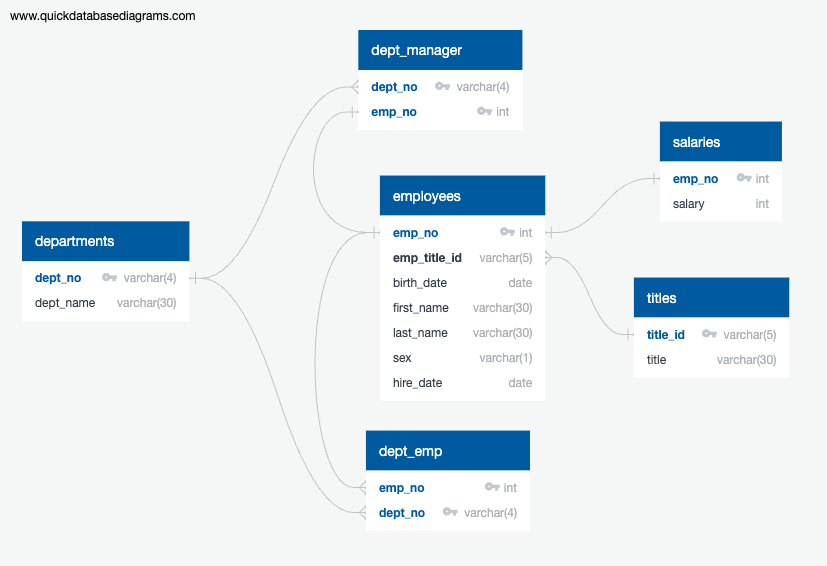 www.quickdatabasediagrams.com
dept_manager
dept_no varchar(4)
emp_no int
salaries
emp_no int
salary int
employees
emp_no int
emp_title_id varchar(5)
birth_date date
first_name varchar(30)
last_name varchar(30)
sex varchar(1)
hire_date date
departments
dept_no varchar(4)
dept_name varchar(30)
titles
title_id varchar(5)
title varchar(30)
dept_emp
emp_no int
dept_no varchar(4)